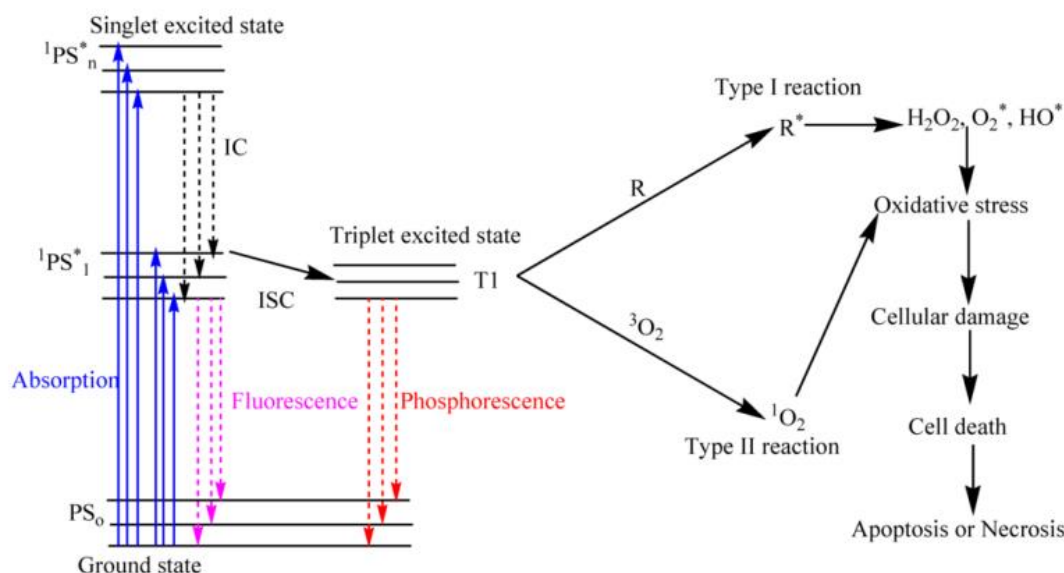 Singlet excited state
¹PS*ₙ
IC
¹PS*₁
ISC
Triplet excited state
T1
Absorption
Fluorescence
Phosphorescence
PSₒ
Ground state
Type I reaction
R
R*
H₂O₂, O₂*, HO*
³O₂
¹O₂
Type II reaction
Oxidative stress
Cellular damage
Cell death
Apoptosis or Necrosis